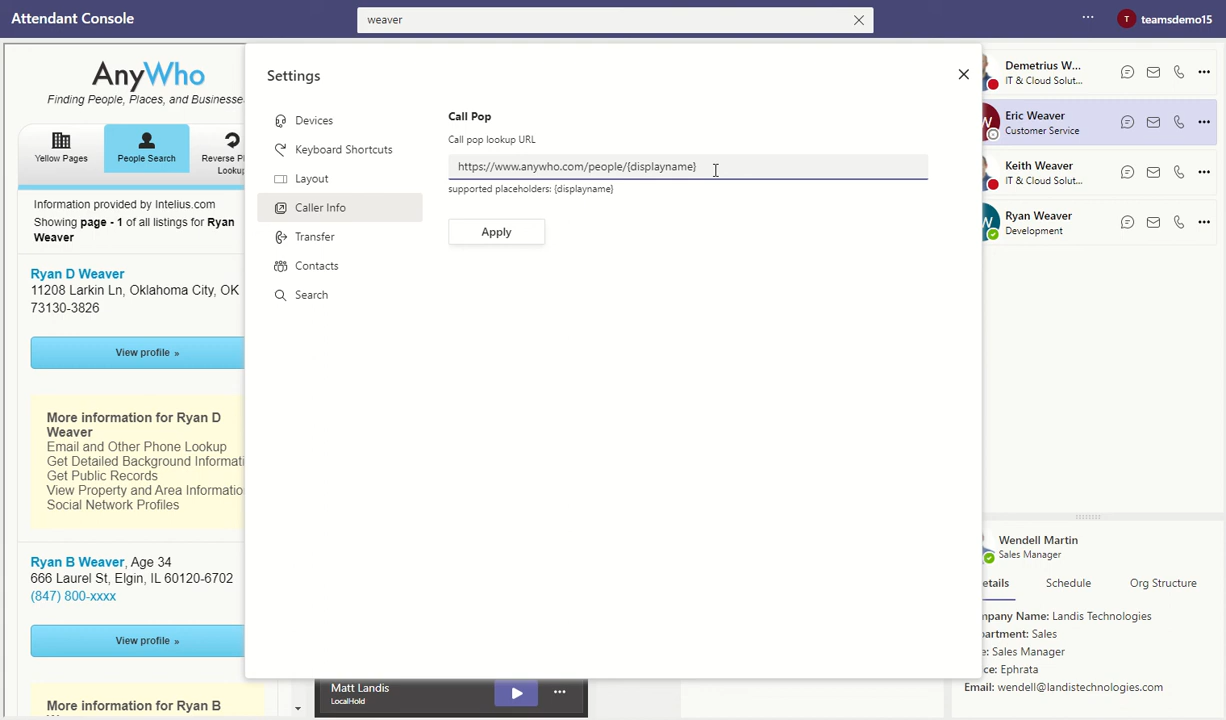 Attendant Console
weaver
teamsdemo15
T
AnyWho
Finding People, Places, and Businesse
Yellow Pages
People Search
Reverse P
Lookup
Information provided by Intelius.com
Showing page - 1 of all listings for Ryan
Weaver
Ryan D Weaver
11208 Larkin Ln, Oklahoma City, OK
73130-3826
View profile »
More information for Ryan D
Weaver
Email and Other Phone Lookup
Get Detailed Background Informat
Get Public Records
View Property and Area Informatio
Social Network Profiles
Ryan B Weaver, Age 34
666 Laurel St, Elgin, IL 60120-6702
(847) 800-xxxx
View profile »
More information for Ryan B
Settings
Devices
Keyboard Shortcuts
Layout
Caller Info
Transfer
Contacts
Search
Call Pop
Call pop lookup URL
https://www.anywho.com/people/{displayname}
supported placeholders: {displayname}
Apply
Matt Landis
LocalHold
Demetrius W...
IT & Cloud Solut...
W
Eric Weaver
Customer Service
Keith Weaver
IT & Cloud Solut...
W
Ryan Weaver
Development
Wendell Martin
Sales Manager
etails
Schedule
Org Structure
mpany Name: Landis Technologies
partment: Sales
e: Sales Manager
ce: Ephrata
Email: wendell@landistechnologies.com